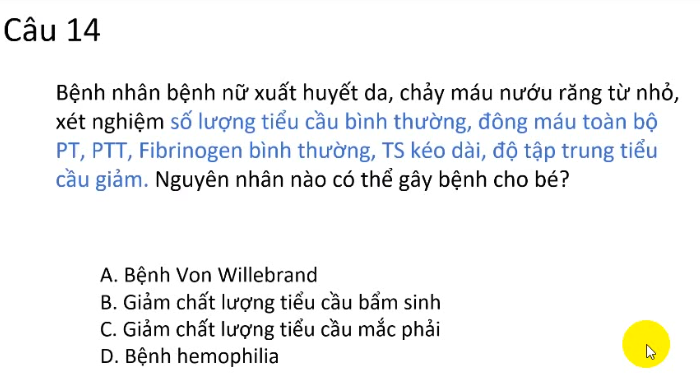 Câu 14
Bệnh nhân bệnh nữ xuất huyết da, chảy máu nướu răng từ nhỏ,
xét nghiệm số lượng tiểu cầu bình thường, đông máu toàn bộ
PT, PTT, Fibrinogen bình thường, TS kéo dài, độ tập trung tiểu
cầu giảm. Nguyên nhân nào có thể gây bệnh cho bé?
A. Bệnh Von Willebrand
B. Giảm chất lượng tiểu cầu bẩm sinh
C. Giảm chất lượng tiểu cầu mắc phải
D. Bệnh hemophilia